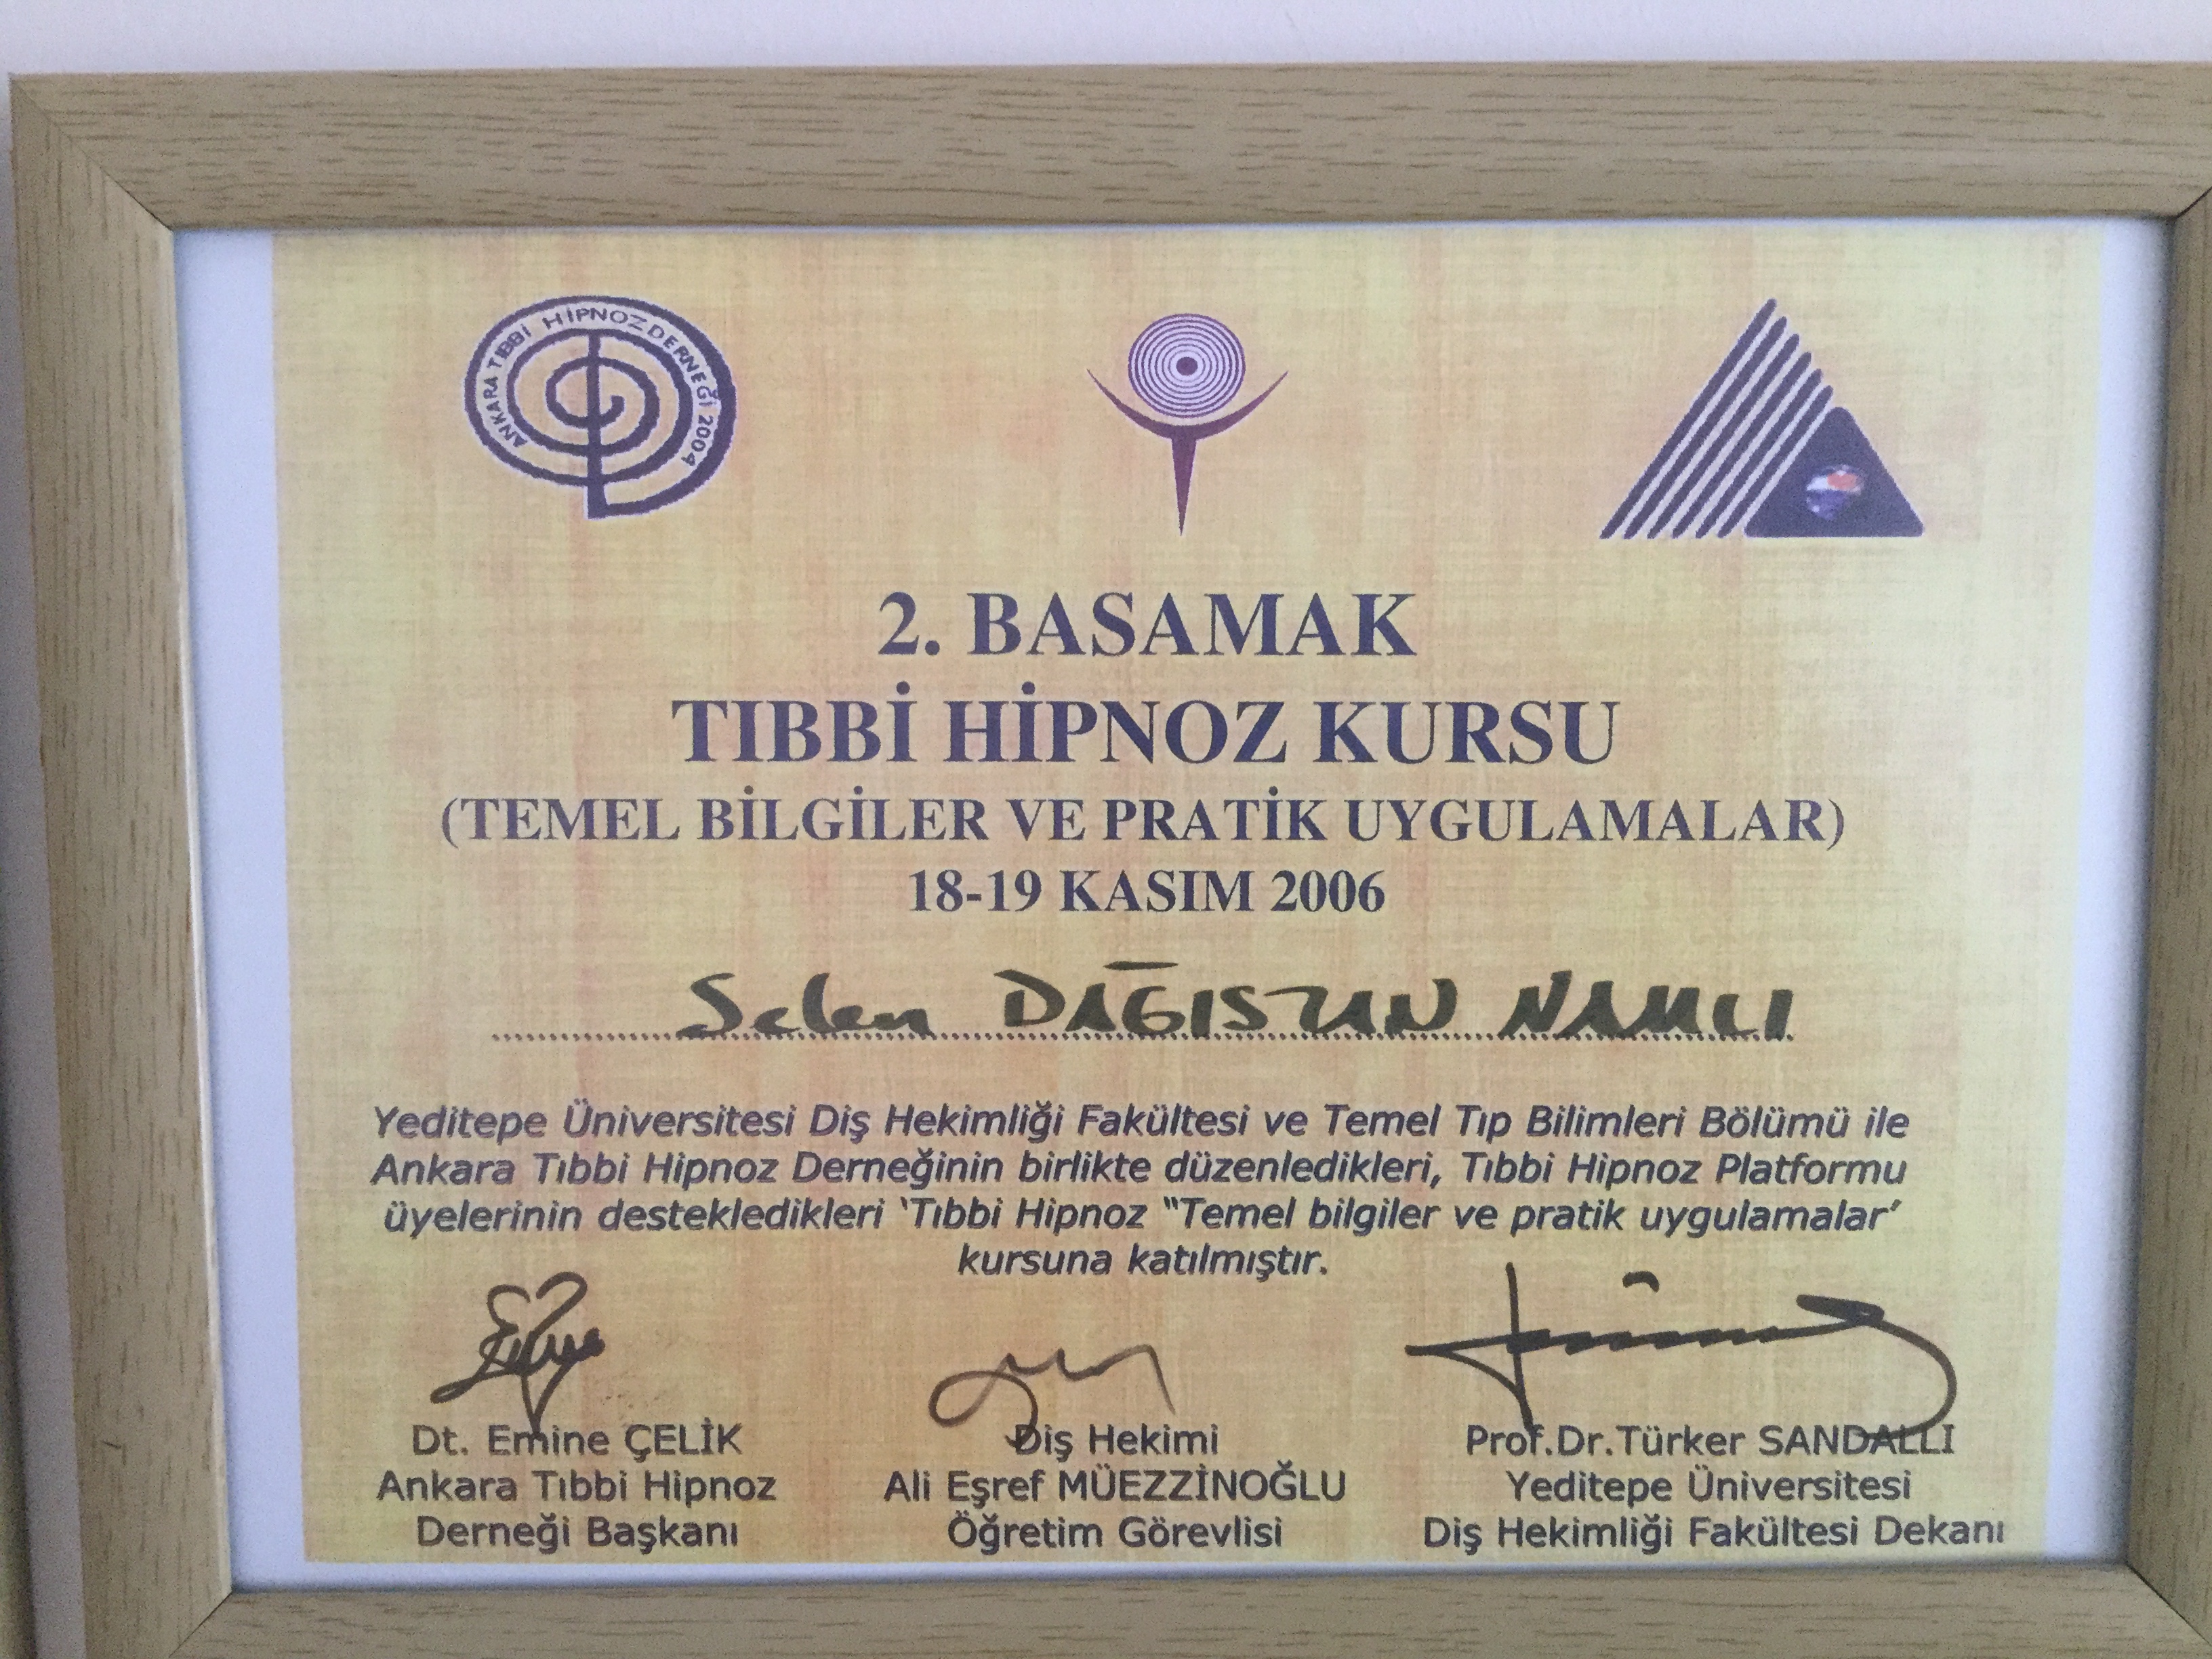 ANKARA TIBBİ HİPNOZ DERNEĞİ 2004
2. BASAMAK
TIBBİ HİPNOZ KURSU
(TEMEL BİLGİLER VE PRATİK UYGULAMALAR)
18-19 KASIM 2006
Selen DAĞISTAN NAMLI
Yeditepe Üniversitesi Diş Hekimliği Fakültesi ve Temel Tıp Bilimleri Bölümü ile
Ankara Tıbbi Hipnoz Derneğinin birlikte düzenledikleri, Tıbbi Hipnoz Platformu
üyelerinin destekledikleri ‘Tıbbi Hipnoz “Temel bilgiler ve pratik uygulamalar’
kursuna katılmıştır.
Dt. Emine ÇELİK
Ankara Tıbbi Hipnoz
Derneği Başkanı
Diş Hekimi
Ali Eşref MÜEZZİNOĞLU
Öğretim Görevlisi
Prof.Dr.Türker SANDALLI
Yeditepe Üniversitesi
Diş Hekimliği Fakültesi Dekanı